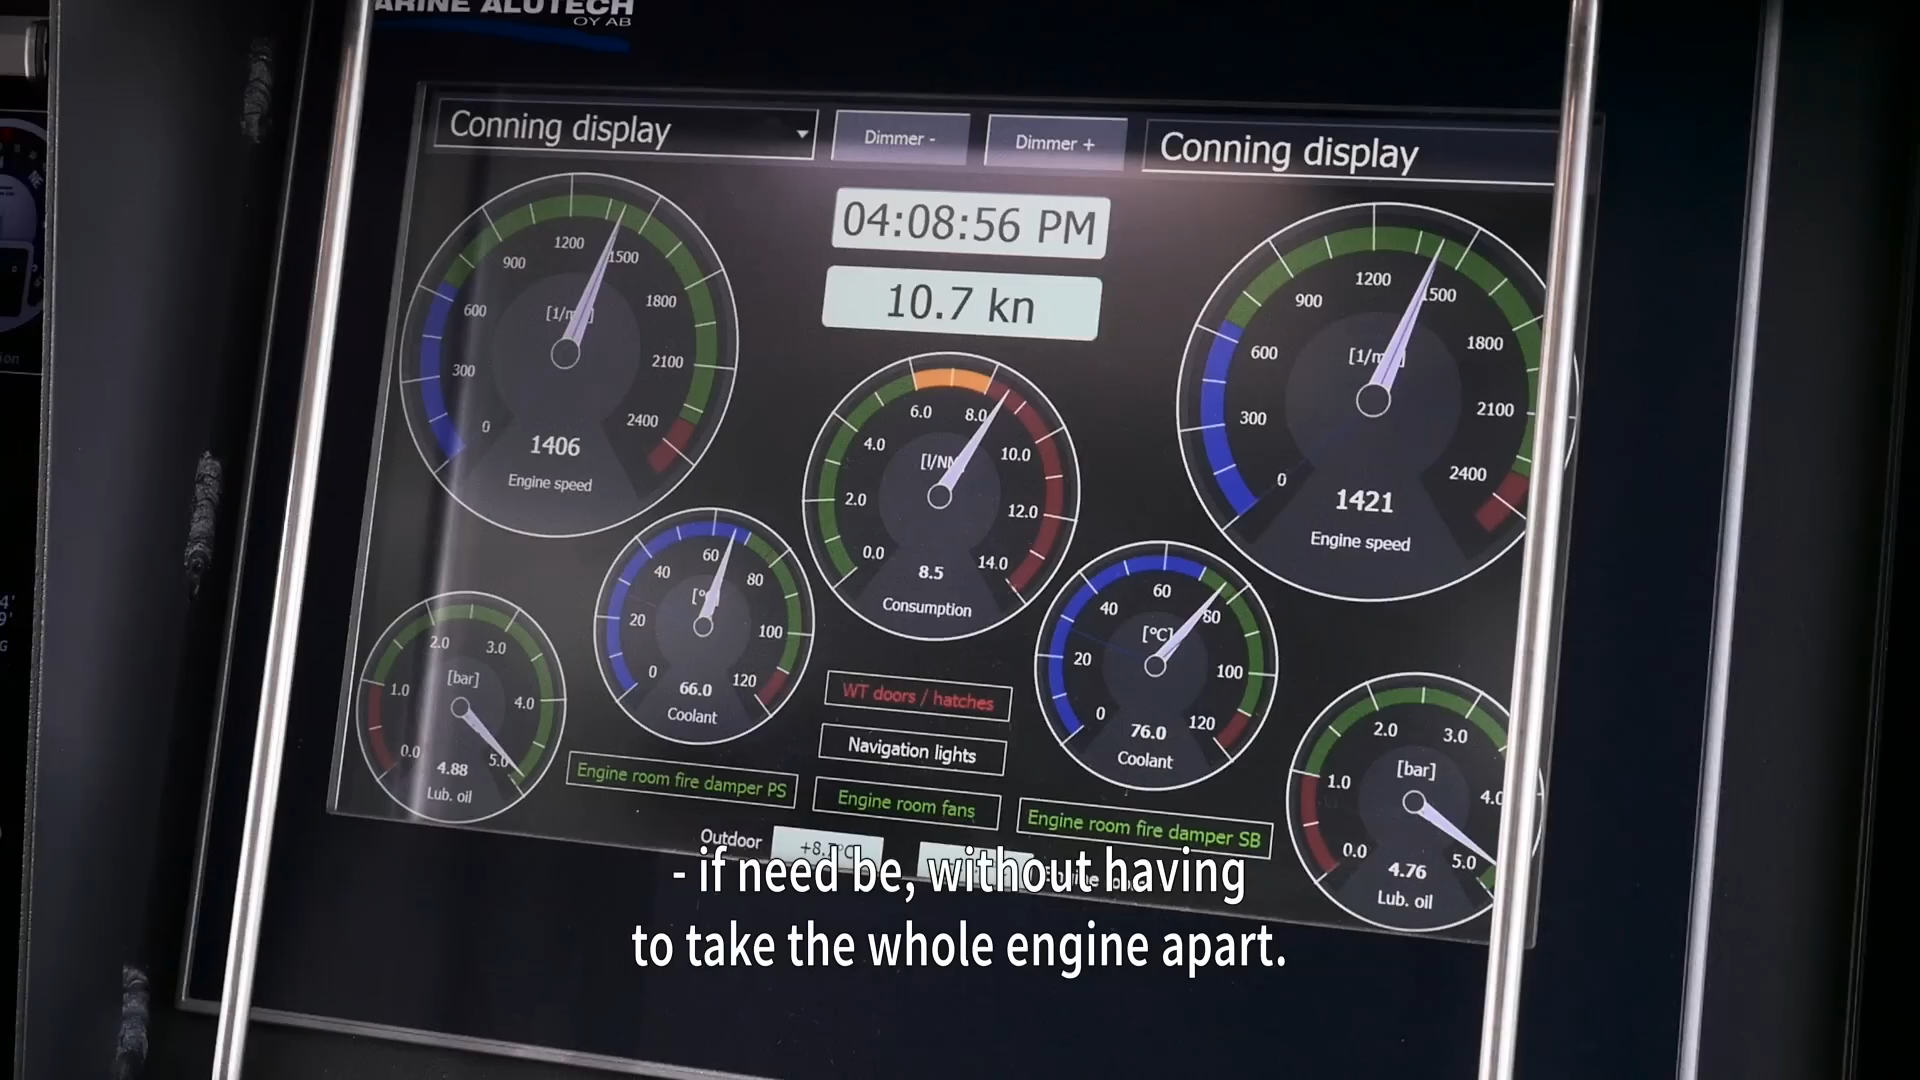 ARINE ALUTECH
OY AB
Conning display
Dimmer -
Dimmer +
Conning display
04:08:56 PM
10.7 kn
0
300
600
900
1200
1500
1800
2100
2400
1406
Engine speed
0.0
2.0
4.0
6.0
8.0
10.0
12.0
14.0
8.5
Consumption
0
300
600
900
1200
1500
1800
2100
2400
1421
Engine speed
0.0
1.0
2.0
3.0
4.0
5.0
[bar]
4.88
Lub. oil
0
20
40
60
80
100
120
66.0
Coolant
WT doors / hatches
Navigation lights
Engine room fire damper PS
Engine room fans
Engine room fire damper SB
0
20
40
60
80
100
120
[°C]
76.0
Coolant
0.0
1.0
2.0
3.0
4.0
5.0
[bar]
4.76
Lub. oil
Outdoor
- if need be, without having
to take the whole engine apart.